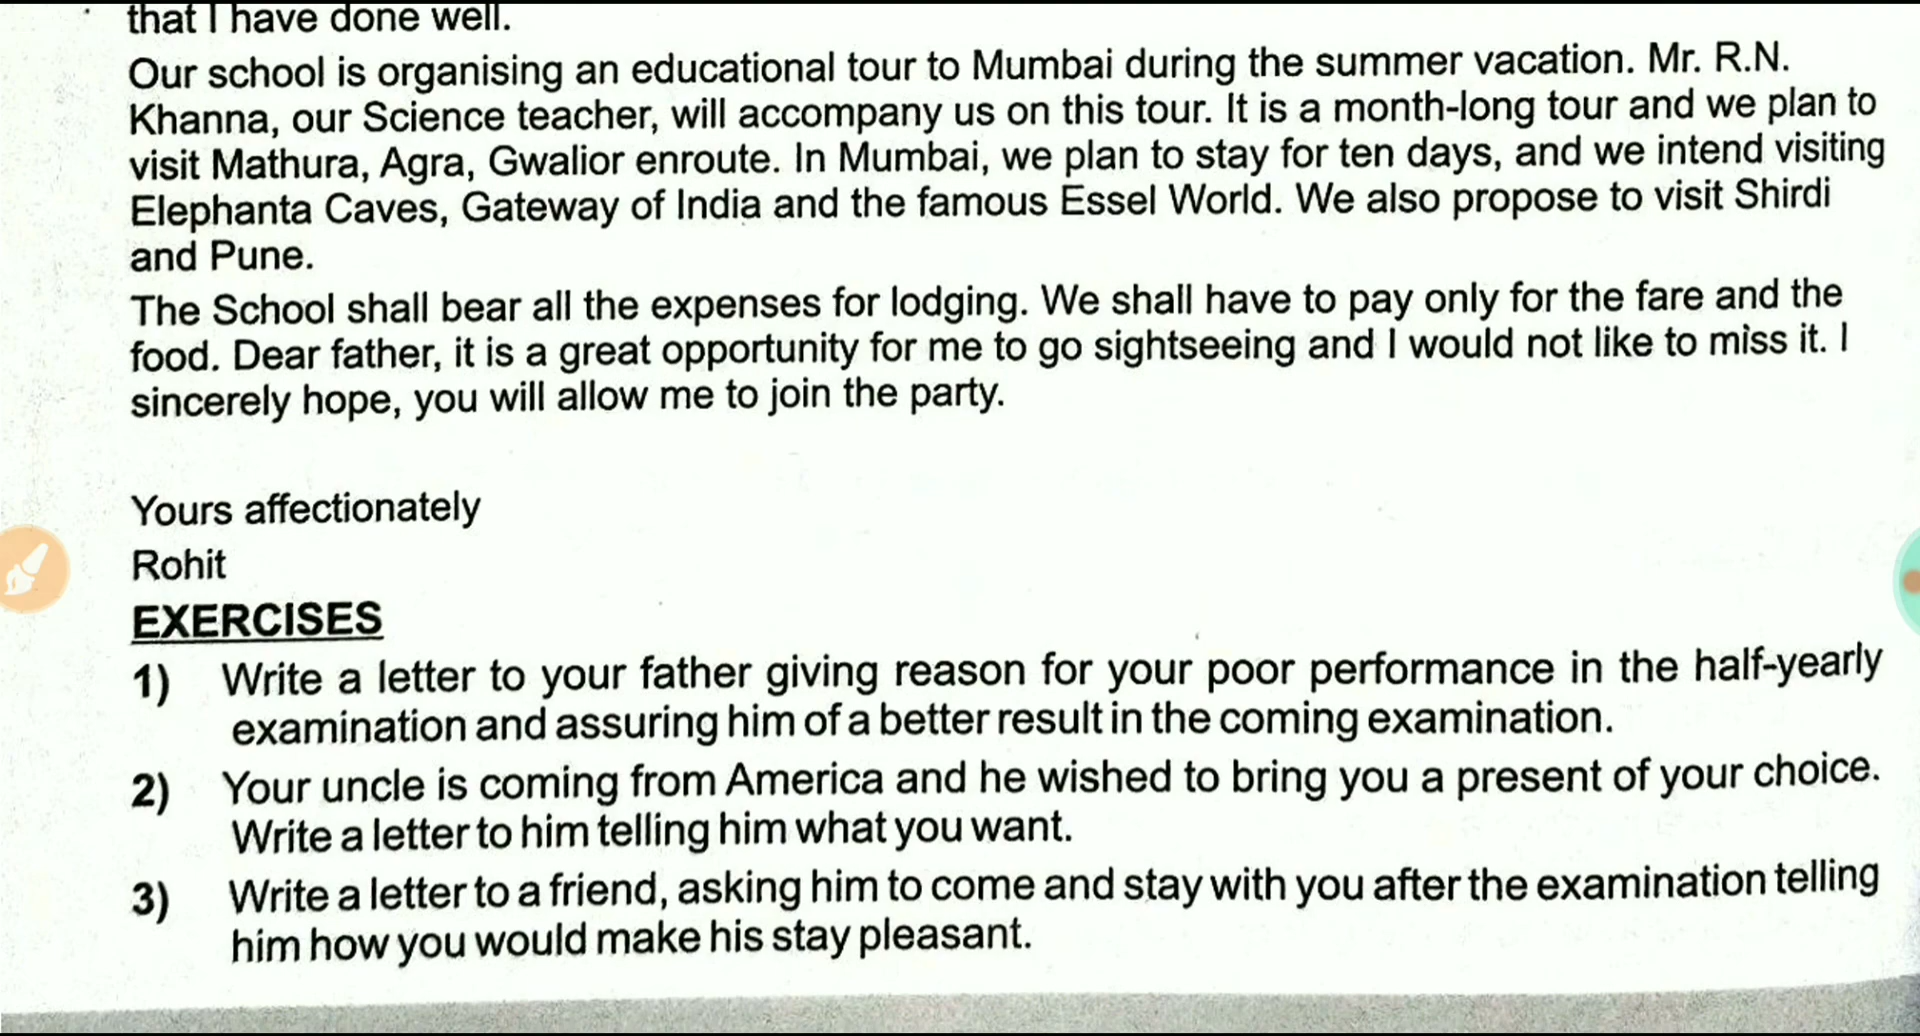 that I have done well.
Our school is organising an educational tour to Mumbai during the summer vacation. Mr. R.N.
Khanna, our Science teacher, will accompany us on this tour. It is a month-long tour and we plan to
visit Mathura, Agra, Gwalior enroute. In Mumbai, we plan to stay for ten days, and we intend visiting
Elephanta Caves, Gateway of India and the famous Essel World. We also propose to visit Shirdi
and Pune.
The School shall bear all the expenses for lodging. We shall have to pay only for the fare and the
food. Dear father, it is a great opportunity for me to go sightseeing and I would not like to miss it. I
sincerely hope, you will allow me to join the party.
Yours affectionately
Rohit
EXERCISES
1) Write a letter to your father giving reason for your poor performance in the half-yearly
examination and assuring him of a better result in the coming examination.
2) Your uncle is coming from America and he wished to bring you a present of your choice.
Write a letter to him telling him what you want.
3) Write a letter to a friend, asking him to come and stay with you after the examination telling
him how you would make his stay pleasant.